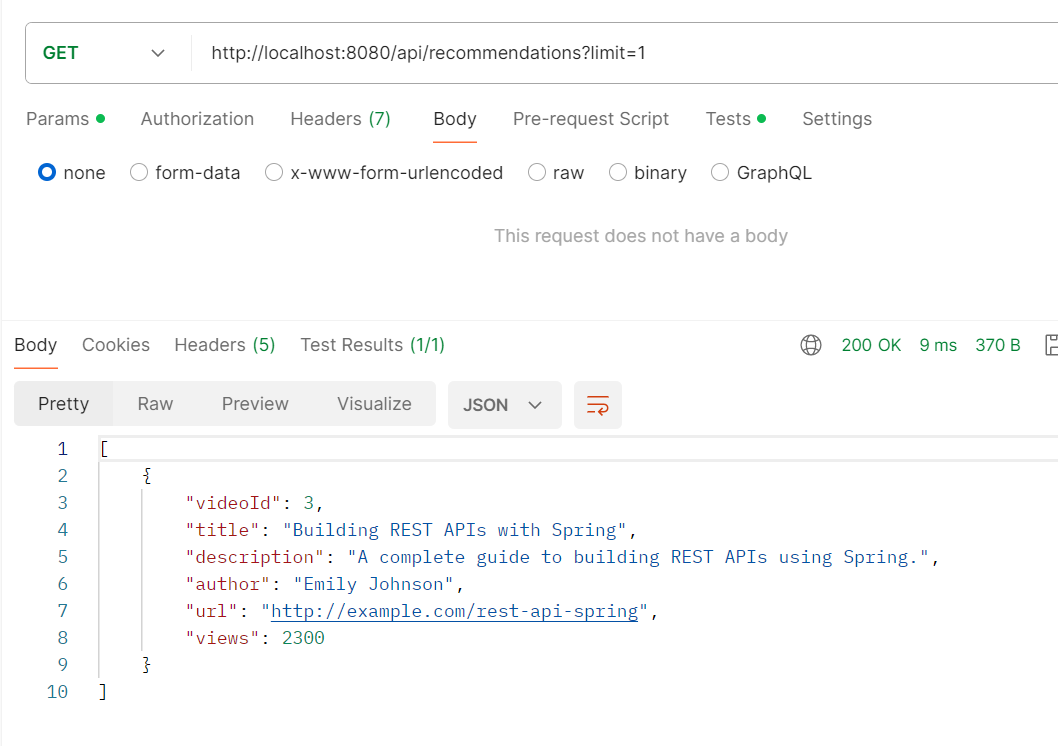 GET http://localhost:8080/api/recommendations?limit=1
Params Authorization Headers (7) Body Pre-request Script Tests Settings
none form-data x-www-form-urlencoded raw binary GraphQL
This request does not have a body
Body Cookies Headers (5) Test Results (1/1) 200 OK 9 ms 370 B
Pretty Raw Preview Visualize JSON
1 [
2 {
3 "videoId": 3,
4 "title": "Building REST APIs with Spring",
5 "description": "A complete guide to building REST APIs using Spring.",
6 "author": "Emily Johnson",
7 "url": "http://example.com/rest-api-spring",
8 "views": 2300
9 }
10 ]